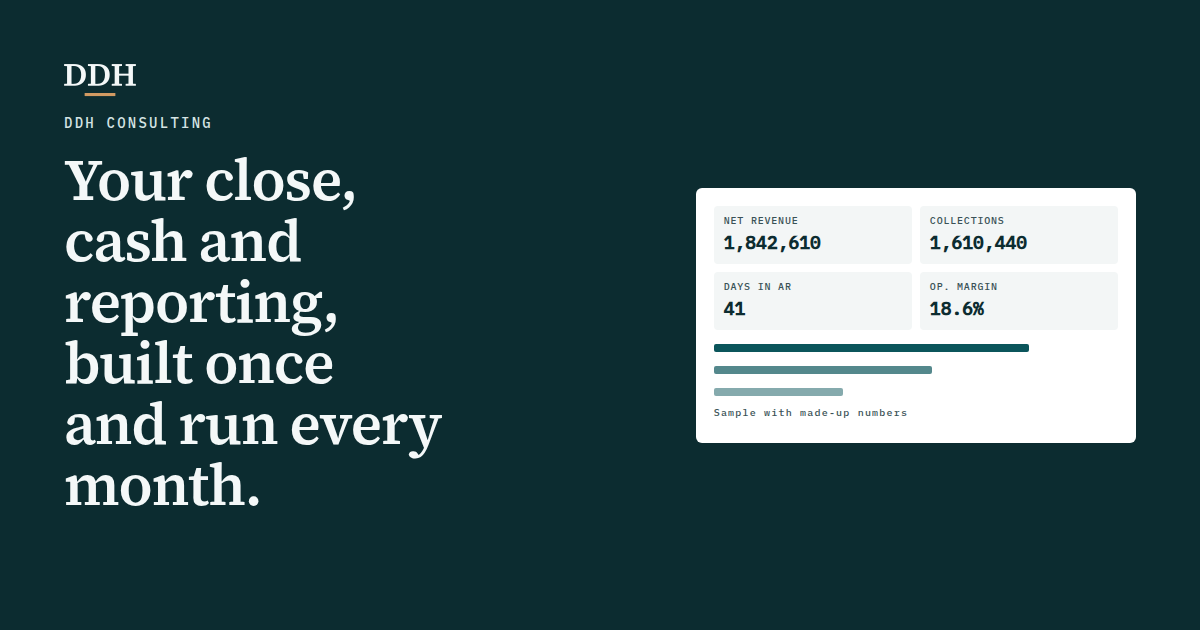 DDH
DDH CONSULTING
Your close,
cash and
reporting,
built once
and run every
month.
NET REVENUE
1,842,610
COLLECTIONS
1,610,440
DAYS IN AR
41
OP. MARGIN
18.6%
Sample with made-up numbers